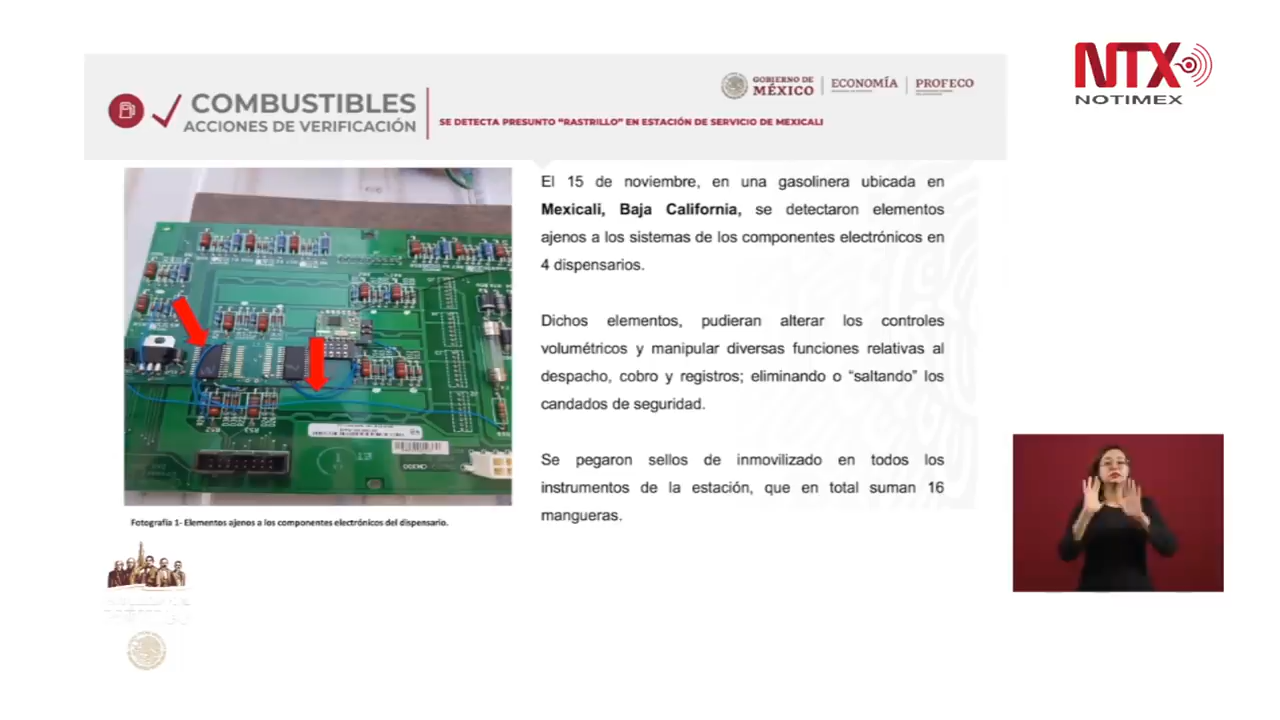 NTX
NOTIMEX
GOBIERNO DE
MÉXICO
ECONOMÍA
PROFECO
COMBUSTIBLES
ACCIONES DE VERIFICACIÓN
SE DETECTA PRESUNTO "RASTRILLO" EN ESTACIÓN DE SERVICIO DE MEXICALI
El 15 de noviembre, en una gasolinera ubicada en
Mexicali, Baja California, se detectaron elementos
ajenos a los sistemas de los componentes electrónicos en
4 dispensarios.
Dichos elementos, pudieran alterar los controles
volumétricos y manipular diversas funciones relativas al
despacho, cobro y registros; eliminando o “saltando” los
candados de seguridad.
Se pegaron sellos de inmovilizado en todos los
instrumentos de la estación, que en total suman 16
mangueras.
Fotografía 1- Elementos ajenos a los componentes electrónicos del dispensario.